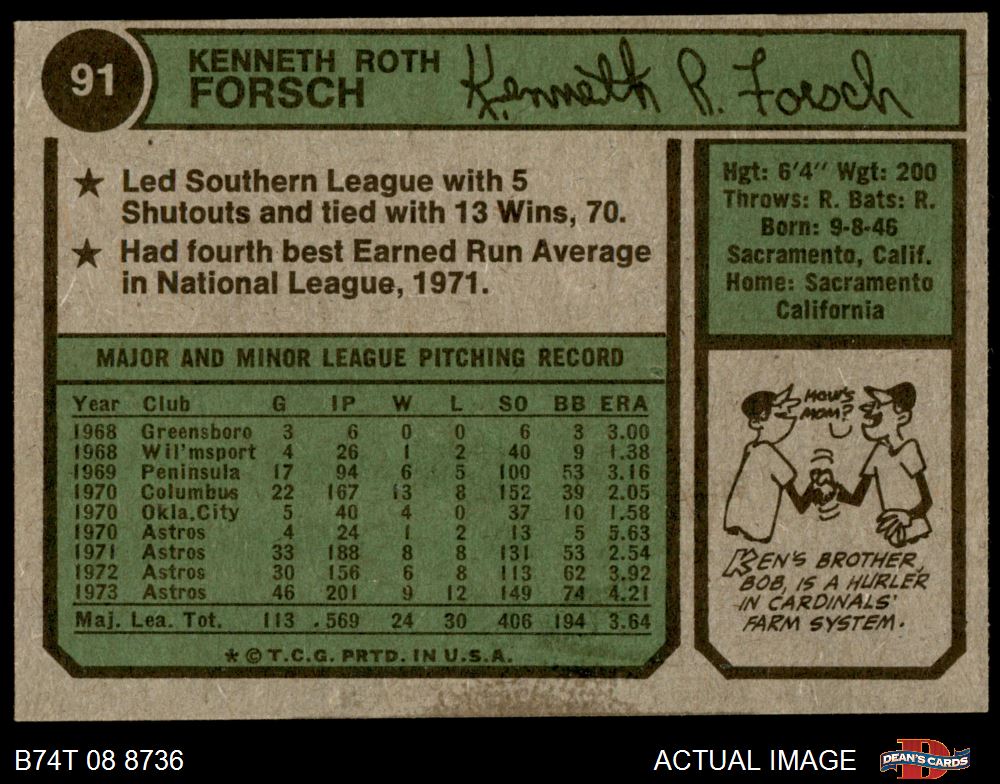 91
KENNETH ROTH
FORSCH
Kenneth R. Forsch
★ Led Southern League with 5
Shutouts and tied with 13 Wins, 70.
★ Had fourth best Earned Run Average
in National League, 1971.
Hgt: 6'4" Wgt: 200
Throws: R. Bats: R.
Born: 9-8-46
Sacramento, Calif.
Home: Sacramento
California
MAJOR AND MINOR LEAGUE PITCHING RECORD
Year Club G IP W L SO BB ERA
1968 Greensboro 3 6 0 0 6 3 3.00
1968 Wil'msport 4 26 1 2 40 9 1.38
1969 Peninsula 17 94 6 5 100 53 3.16
1970 Columbus 22 167 13 8 152 39 2.05
1970 Okla.City 5 40 4 0 37 10 1.58
1970 Astros 4 24 1 2 13 5 5.63
1971 Astros 33 188 8 8 131 53 2.54
1972 Astros 30 156 6 8 113 62 3.92
1973 Astros 46 201 9 12 149 74 4.21
Maj. Lea. Tot. 113 .569 24 30 406 194 3.64
* © T.C.G. PRTD. IN U.S.A.
HOW'S
MOM?
KEN'S BROTHER,
BOB, IS A HURLER
IN CARDINALS'
FARM SYSTEM.
B74T 08 8736
ACTUAL IMAGE
D
DEAN'S CARDS